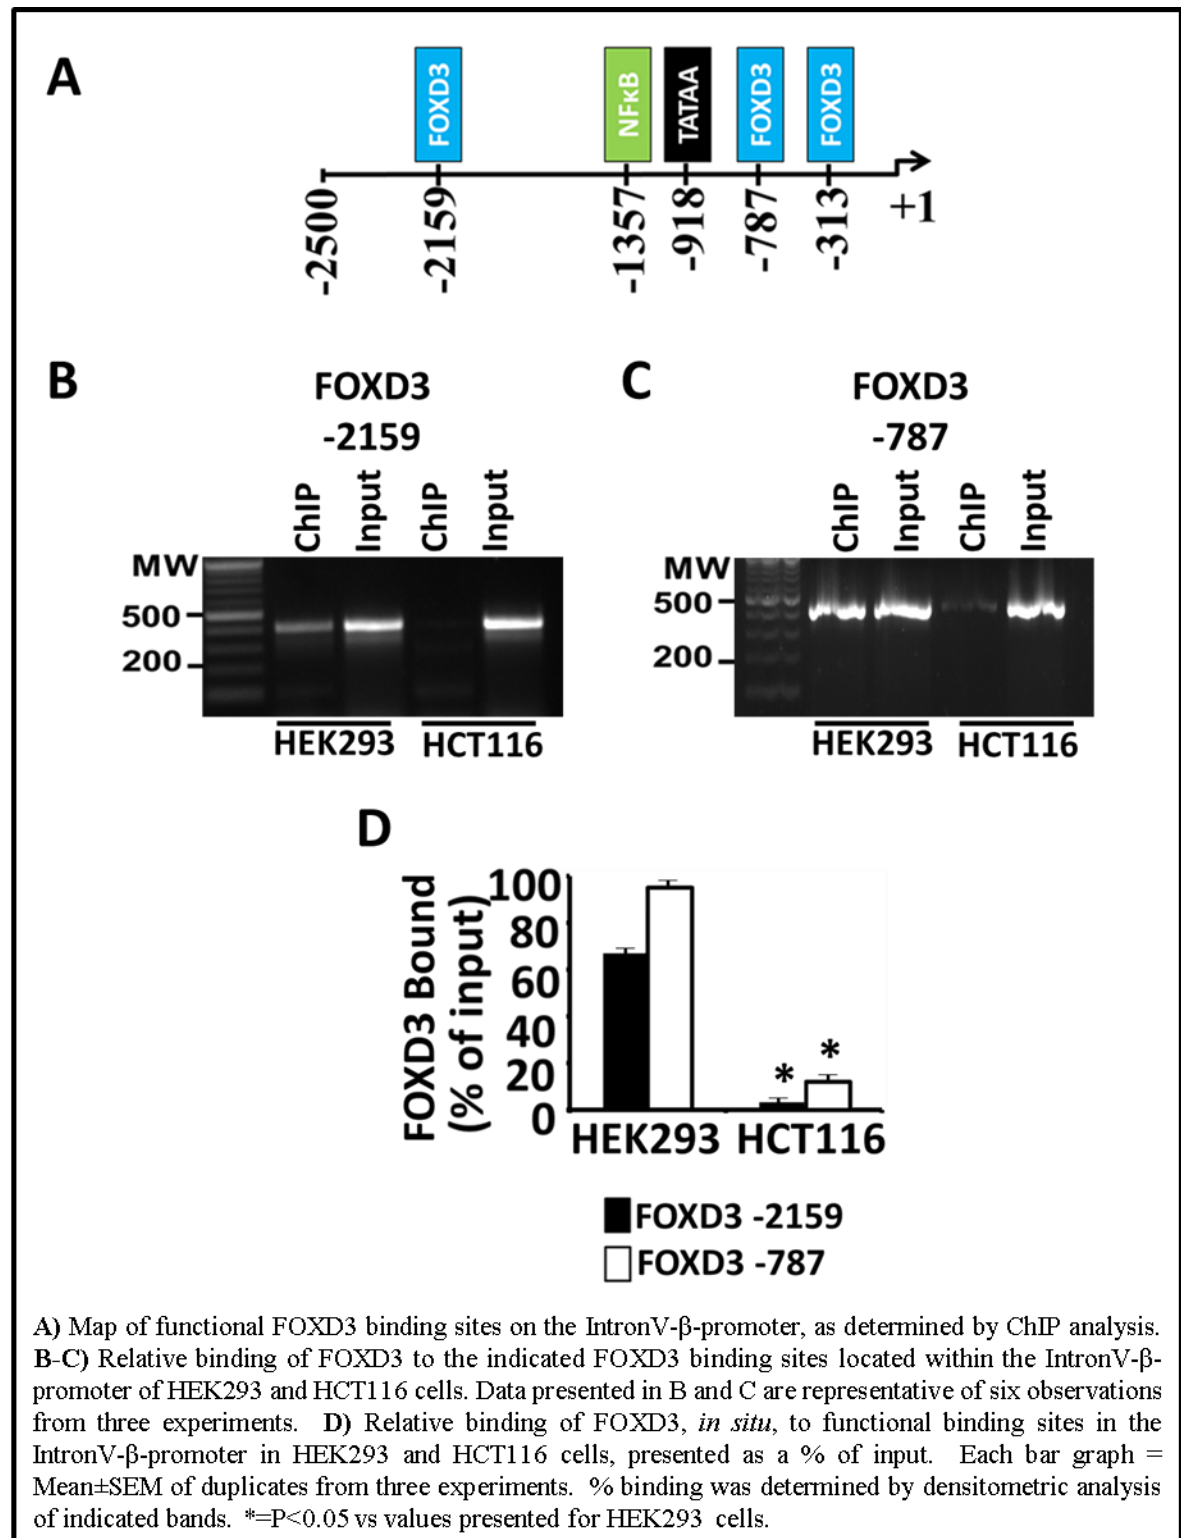 A
FOXD3
NFκB
TATAA
FOXD3
FOXD3
-2500
-2159
-1357
-918
-787
-313
+1
B
FOXD3
-2159
ChIP
Input
ChIP
Input
MW
500
200
HEK293
HCT116
C
FOXD3
-787
ChIP
Input
ChIP
Input
MW
500
200
HEK293
HCT116
D
FOXD3 Bound
(% of input)
100
80
60
40
20
0
*
*
HEK293
HCT116
FOXD3 -2159
FOXD3 -787
A) Map of functional FOXD3 binding sites on the IntronV-β-promoter, as determined by ChIP analysis.
B-C) Relative binding of FOXD3 to the indicated FOXD3 binding sites located within the IntronV-β-
promoter of HEK293 and HCT116 cells. Data presented in B and C are representative of six observations
from three experiments. D) Relative binding of FOXD3, in situ, to functional binding sites in the
IntronV-β-promoter in HEK293 and HCT116 cells, presented as a % of input. Each bar graph =
Mean±SEM of duplicates from three experiments. % binding was determined by densitometric analysis
of indicated bands. *=P<0.05 vs values presented for HEK293 cells.